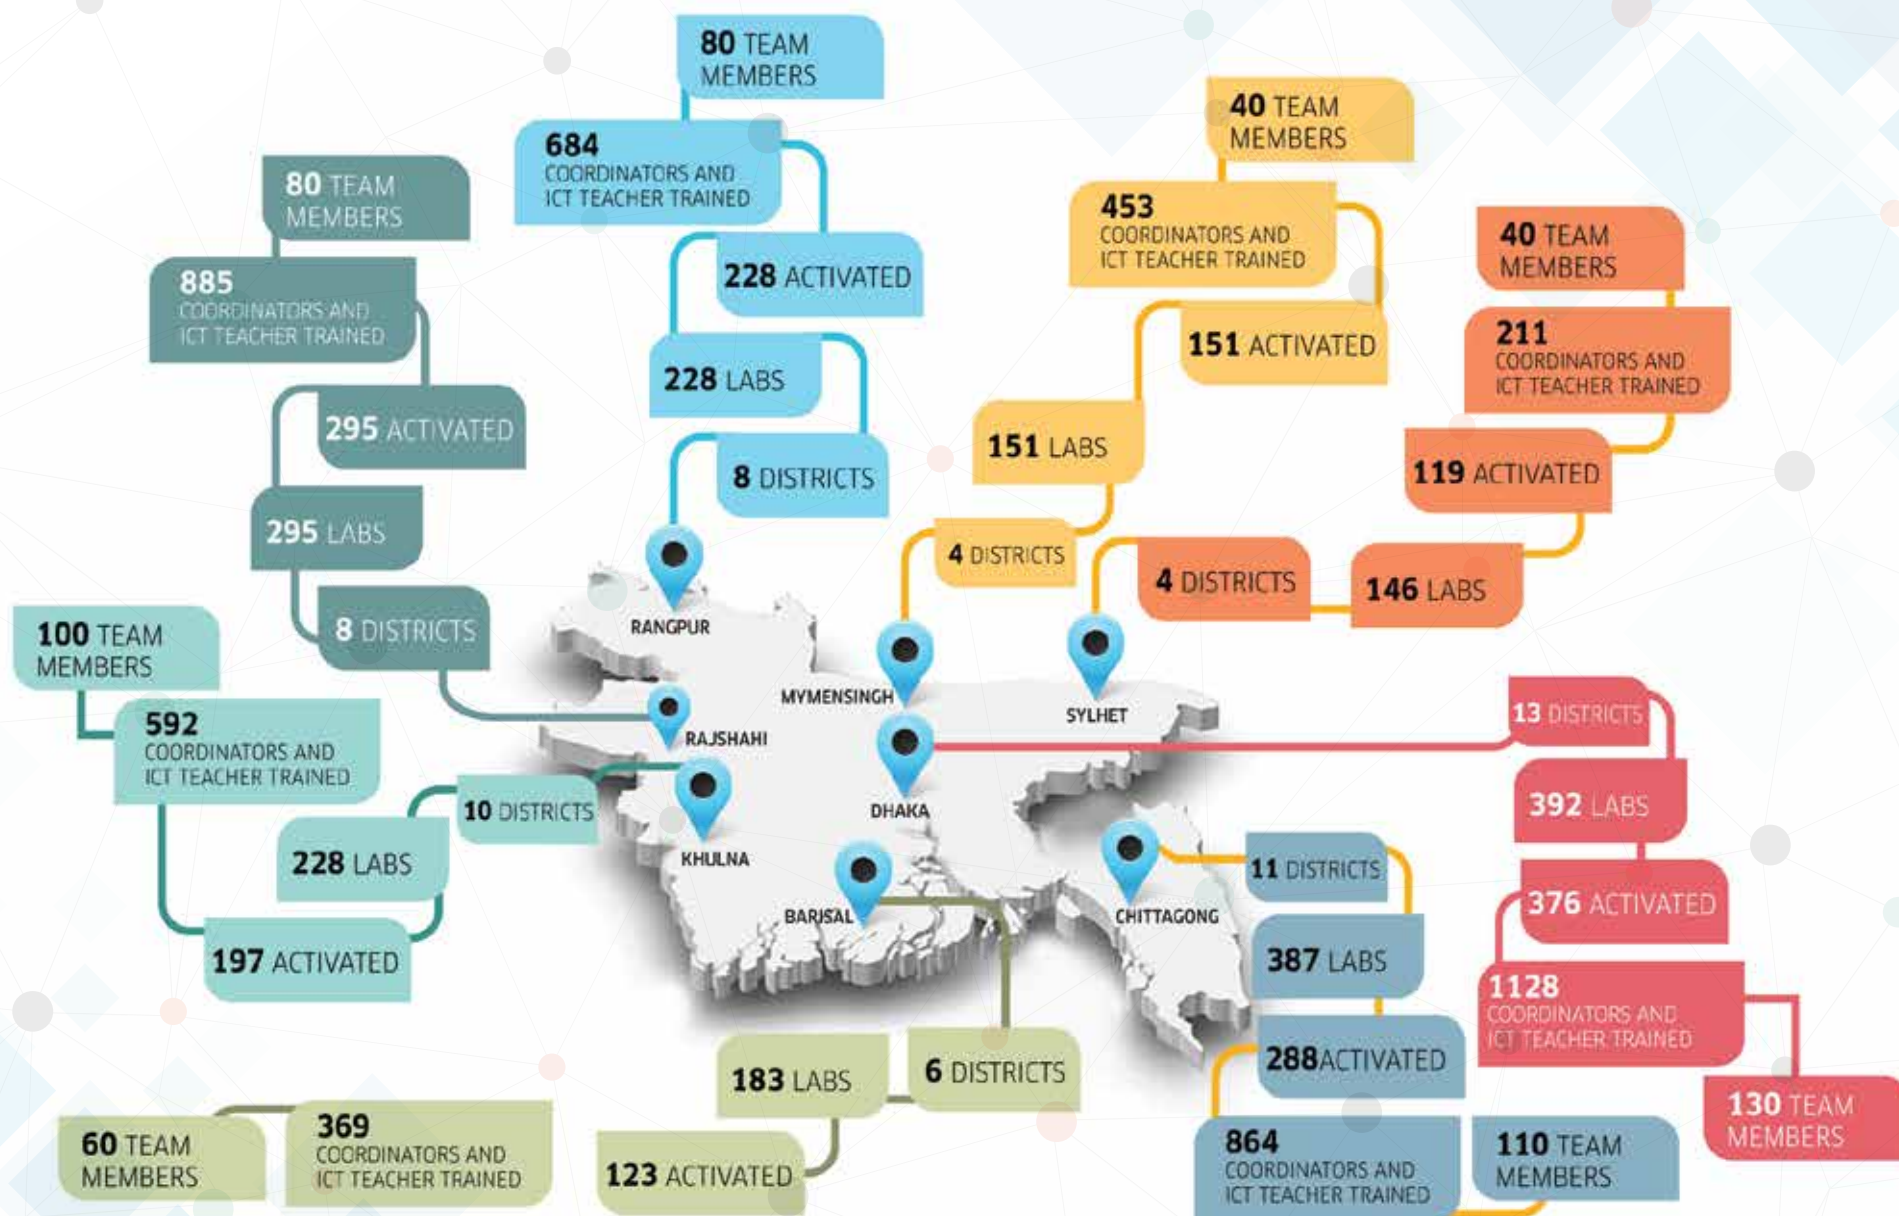 80 TEAM
MEMBERS
684
COORDINATORS AND
ICT TEACHER TRAINED
228 ACTIVATED
228 LABS
8 DISTRICTS
RANGPUR
80 TEAM
MEMBERS
885
COORDINATORS AND
ICT TEACHER TRAINED
295 ACTIVATED
295 LABS
8 DISTRICTS
RAJSHAHI
40 TEAM
MEMBERS
453
COORDINATORS AND
ICT TEACHER TRAINED
151 ACTIVATED
151 LABS
4 DISTRICTS
MYMENSINGH
40 TEAM
MEMBERS
211
COORDINATORS AND
ICT TEACHER TRAINED
119 ACTIVATED
146 LABS
4 DISTRICTS
SYLHET
100 TEAM
MEMBERS
592
COORDINATORS AND
ICT TEACHER TRAINED
10 DISTRICTS
228 LABS
197 ACTIVATED
KHULNA
13 DISTRICTS
392 LABS
376 ACTIVATED
1128
COORDINATORS AND
ICT TEACHER TRAINED
130 TEAM
MEMBERS
DHAKA
BARISAL
6 DISTRICTS
183 LABS
123 ACTIVATED
369
COORDINATORS AND
ICT TEACHER TRAINED
60 TEAM
MEMBERS
CHITTAGONG
11 DISTRICTS
387 LABS
288ACTIVATED
864
COORDINATORS AND
ICT TEACHER TRAINED
110 TEAM
MEMBERS